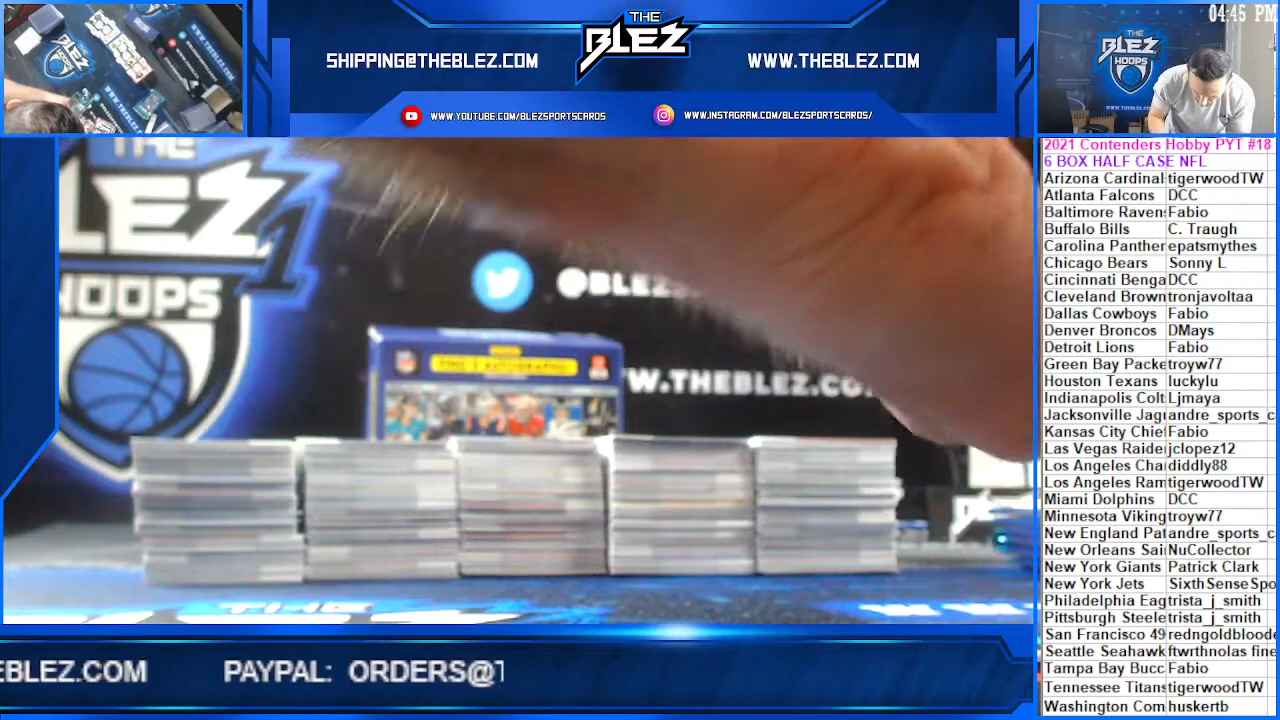 THE
BLEZ
SHIPPING@THEBLEZ.COM
WWW.THEBLEZ.COM
WWW.YOUTUBE.COM/BLEZSPORTSCARDS
WWW.INSTAGRAM.COM/BLEZSPORTSCARDS/
04:45 PM
THE
BLEZ
HOOPS
THE
LEZ
HOOPS
1
@BLEZ
W.THEBLEZ.CO
2021 Contenders Hobby PYT #18
6 BOX HALF CASE NFL
Arizona Cardinal tigerwoodTW
Atlanta Falcons DCC
Baltimore Raven Fabio
Buffalo Bills C. Traugh
Carolina Panther epatsmythes
Chicago Bears Sonny L
Cincinnati Benga DCC
Cleveland Brown tronjavoltaa
Dallas Cowboys Fabio
Denver Broncos DMays
Detroit Lions Fabio
Green Bay Packe troyw77
Houston Texans luckylu
Indianapolis Colt Ljmaya
Jacksonville Jagu andre_sports_c
Kansas City Chie Fabio
Las Vegas Raide jclopez12
Los Angeles Cha diddly88
Los Angeles Ram tigerwoodTW
Miami Dolphins DCC
Minnesota Viking troyw77
New England Pa andre_sports_c
New Orleans Sai NuCollector
New York Giants Patrick Clark
New York Jets SixthSenseSpo
Philadelphia Eag trista_j_smith
Pittsburgh Steele trista_j_smith
San Francisco 49 redngoldbloode
Seattle Seahawk ftwrthnolas fine
Tampa Bay Bucc Fabio
Tennessee Titans tigerwoodTW
Washington Com huskertb
EBLEZ.COM PAYPAL: ORDERS@T